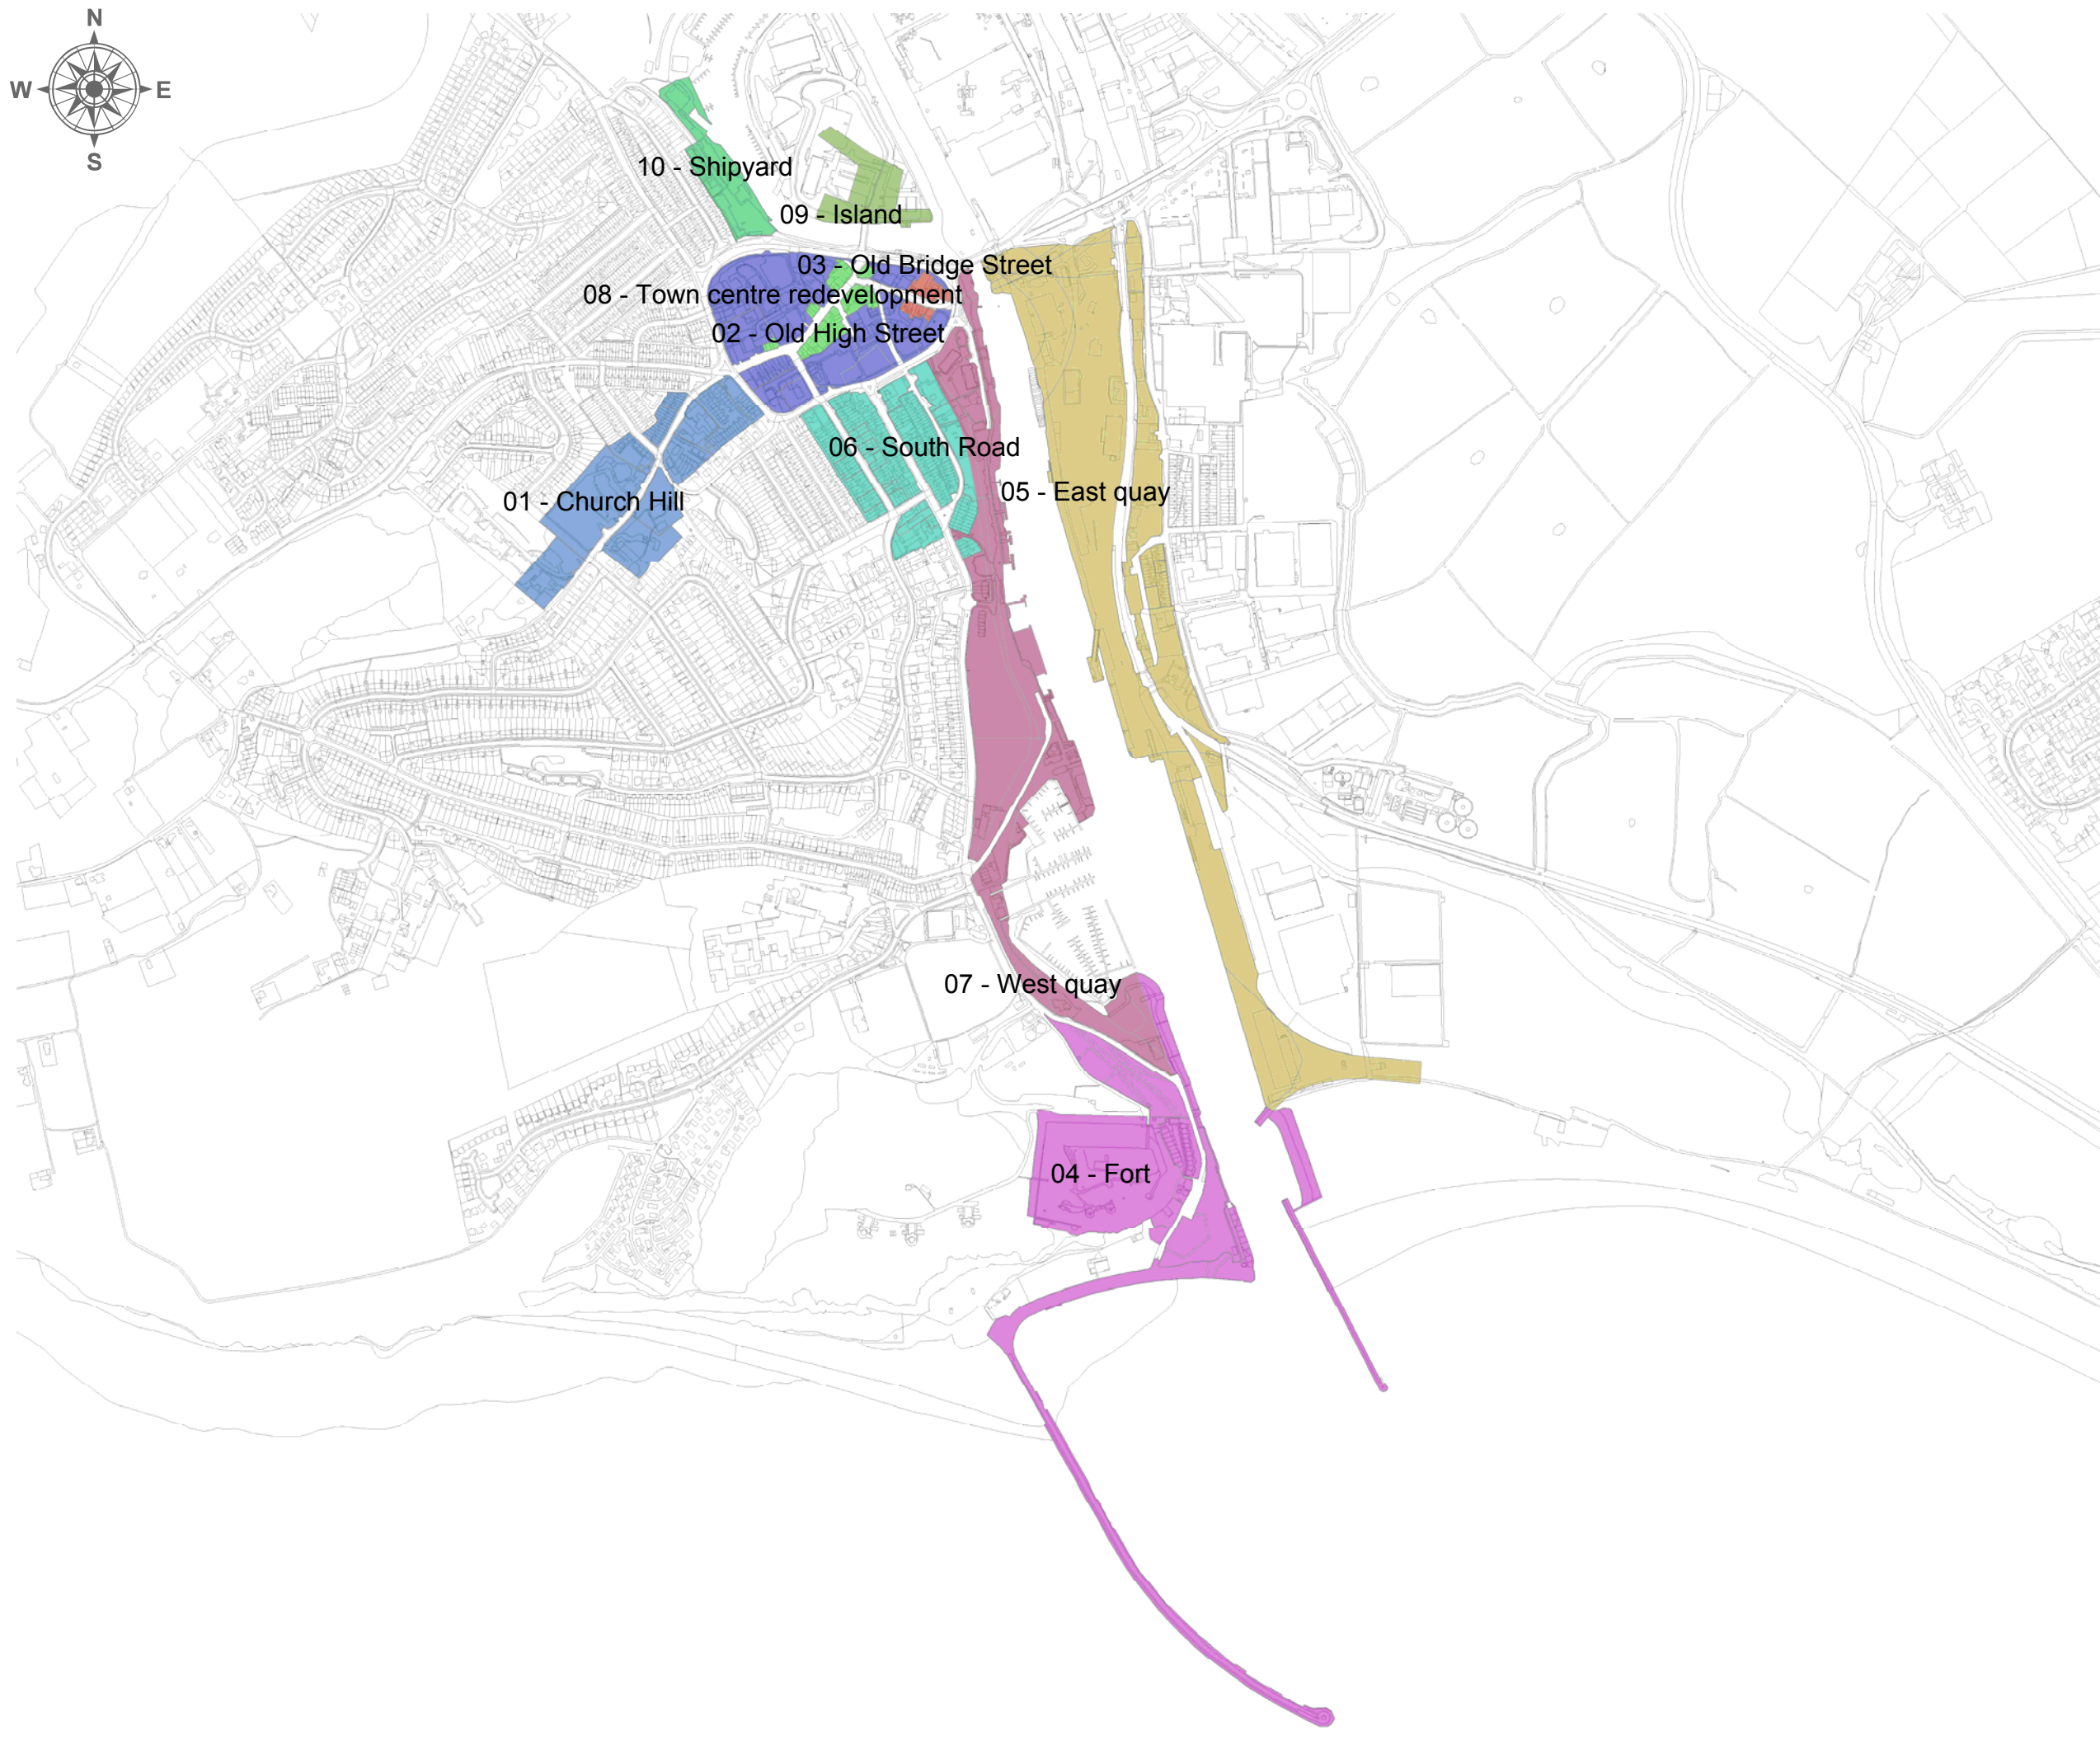 N
W E
S
10 - Shipyard
09 - Island
03 - Old Bridge Street
08 - Town centre redevelopment
02 - Old High Street
06 - South Road
05 - East quay
01 - Church Hill
07 - West quay
04 - Fort